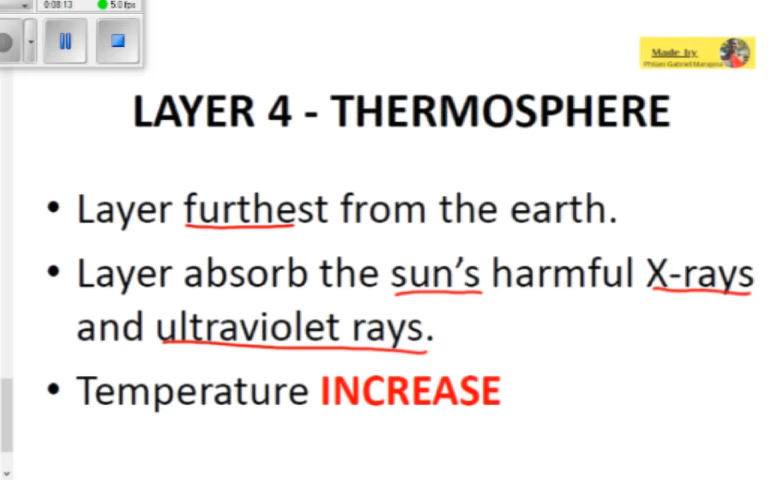 0:08:13 5.0 fps
Made by
Gabriel
LAYER 4 - THERMOSPHERE
• Layer furthest from the earth.
• Layer absorb the sun's harmful X-rays
and ultraviolet rays.
• Temperature INCREASE